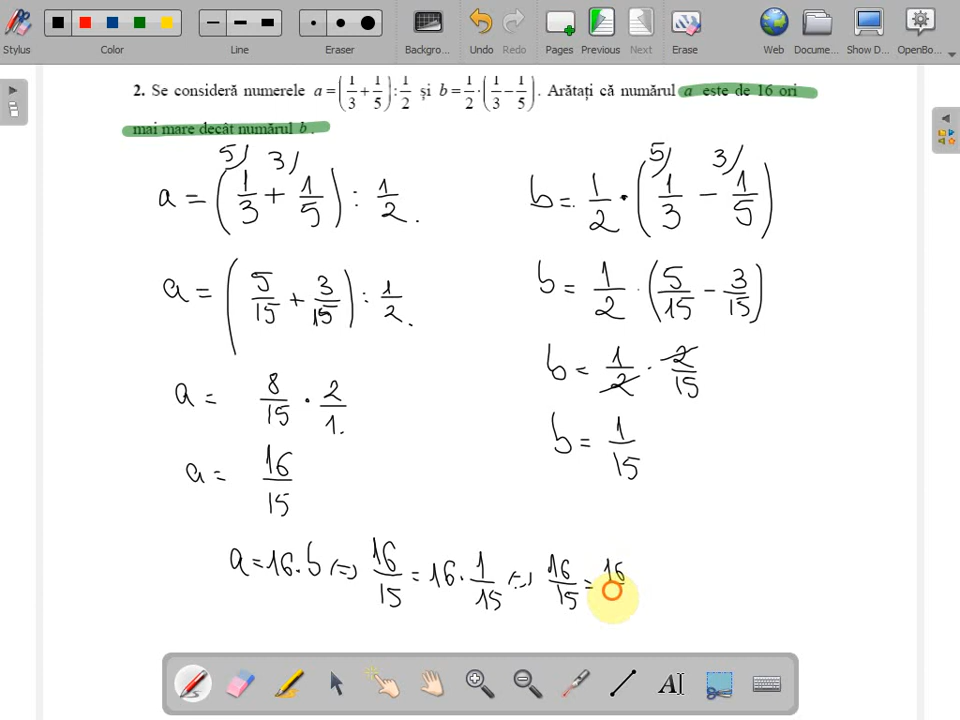 Stylus Color Line Eraser Backgro... Undo Redo Pages Previous Next Erase Web Docume... Show D... OpenBo...
2. Se consideră numerele a = (1/3 + 1/5) : 1/2 și b = 1/2 · (1/3 − 1/5). Arătați că numărul a este de 16 ori
mai mare decât numărul b.
5/ 3/ 5/ 3/
a = (1/3 + 1/5) : 1/2. b = 1/2 · (1/3 − 1/5)
a = (5/15 + 3/15) : 1/2. b = 1/2 · (5/15 − 3/15)
b = 1/2 · 2/15
a = 8/15 · 2/1.
b = 1/15
a = 16/15
a = 16 · b <=> 16/15 = 16 · 1/15 <=> 16/15 = 16
A